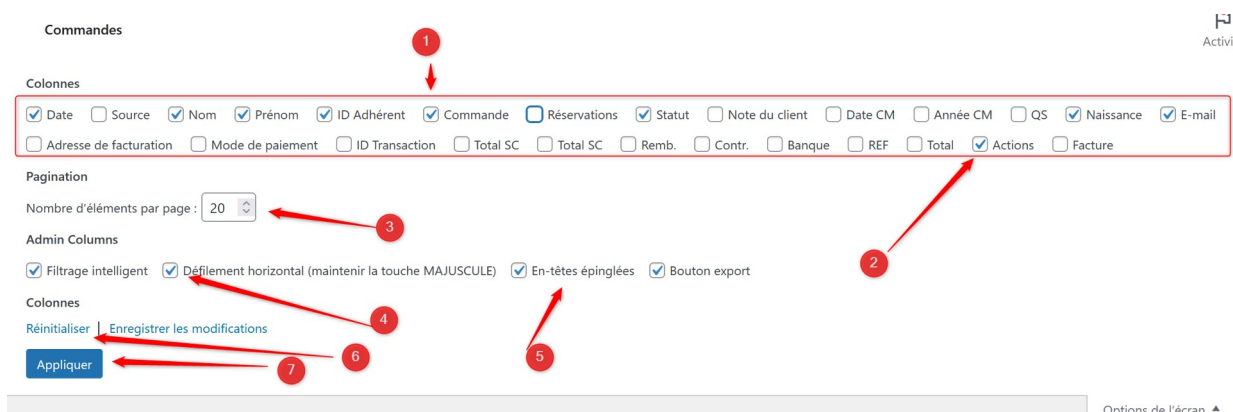 Commandes
Activi
1
Colonnes
Date Source Nom Prénom ID Adhérent Commande Réservations Statut Note du client Date CM Année CM QS Naissance E-mail
Adresse de facturation Mode de paiement ID Transaction Total SC Total SC Remb. Contr. Banque REF Total Actions Facture
Pagination
Nombre d'éléments par page : 20
3
Admin Columns
2
Filtrage intelligent Défilement horizontal (maintenir la touche MAJUSCULE) En-têtes épinglées Bouton export
Colonnes
4
Réinitialiser | Enregistrer les modifications
6
5
Appliquer
7
Options de l'écran ▲